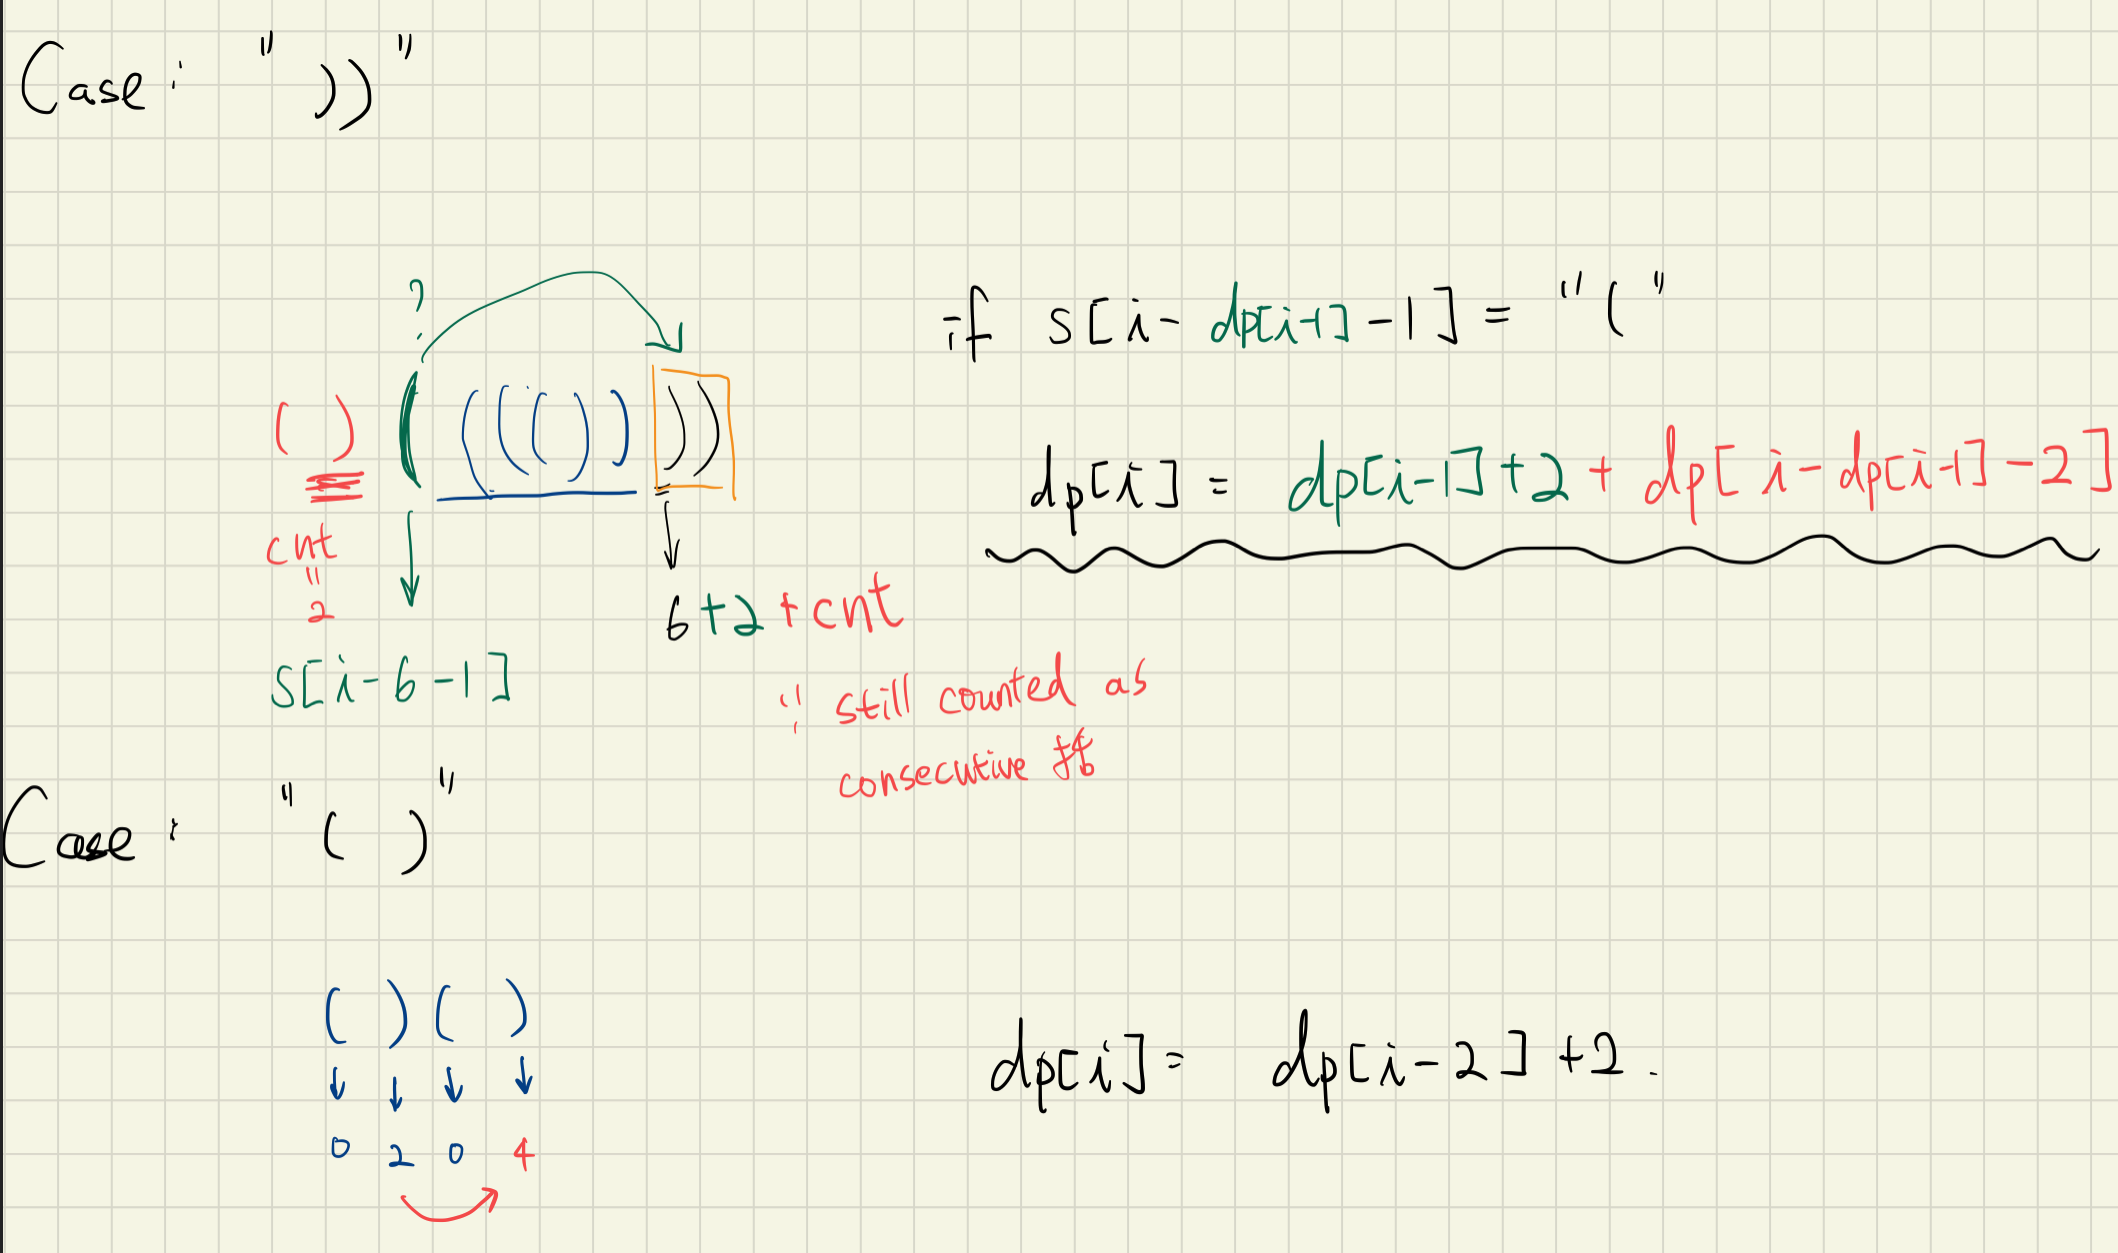 Case: " )) "
?
if s[i - dp[i-1] - 1] = " ( "
( ) ( ((( )) ))
dp[i] = dp[i-1] + 2 + dp[i - dp[i-1] - 2]
cnt
"
2
6 + 2 + cnt
s[i - 6 - 1]
still counted as
consecutive
Case: " ( ) "
( ) ( )
dp[i] = dp[i-2] + 2.
0 2 0 4